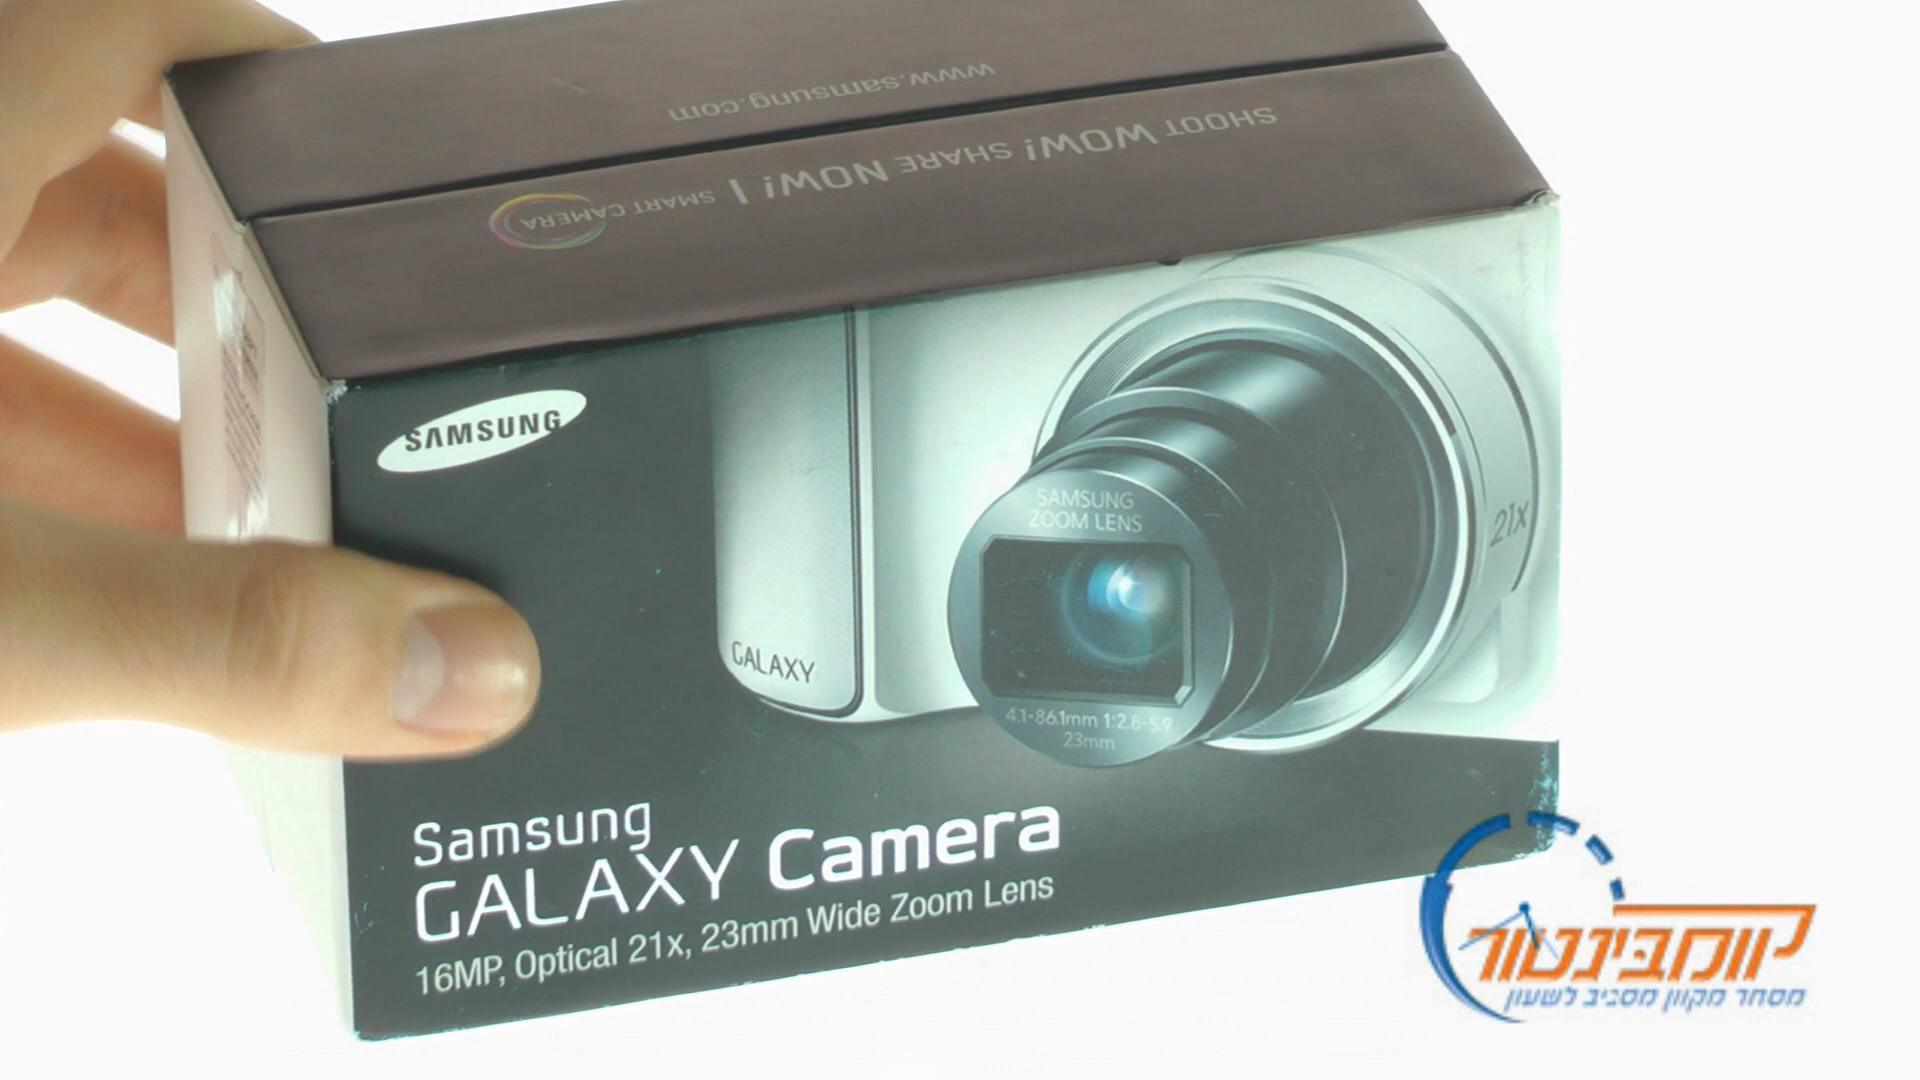 www.samsung.com
SHOOT WOW! SHARE NOW! | SMART CAMERA
SAMSUNG
SAMSUNG
ZOOM LENS
21x
GALAXY
4.1-86.1mm 1:2.8-5.9
23mm
Samsung
GALAXY Camera
16MP, Optical 21x, 23mm Wide Zoom Lens
קומבינטור
מסחר מקוון מסביב לשעון